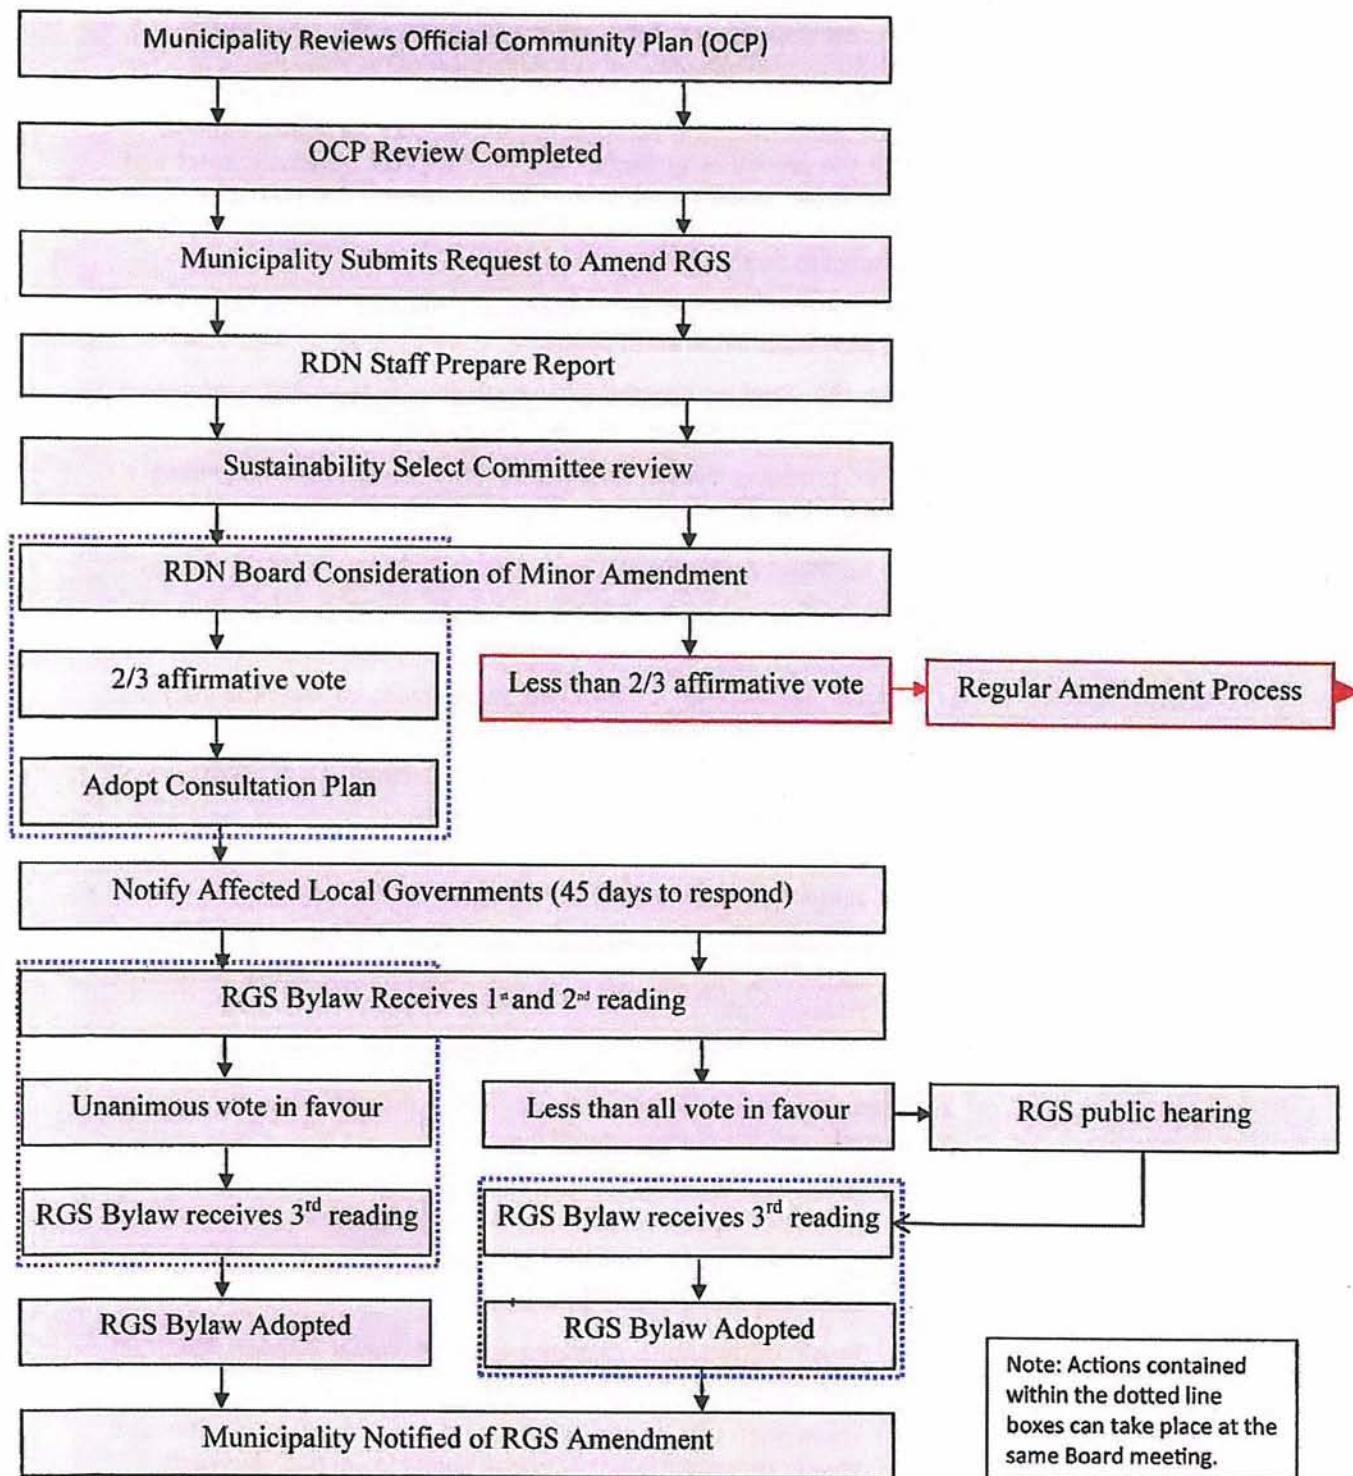 Municipality Reviews Official Community Plan (OCP)
OCP Review Completed
Municipality Submits Request to Amend RGS
RDN Staff Prepare Report
Sustainability Select Committee review
RDN Board Consideration of Minor Amendment
2/3 affirmative vote
Less than 2/3 affirmative vote
Regular Amendment Process
Adopt Consultation Plan
Notify Affected Local Governments (45 days to respond)
RGS Bylaw Receives 1st and 2nd reading
Unanimous vote in favour
Less than all vote in favour
RGS public hearing
RGS Bylaw receives 3rd reading
RGS Bylaw receives 3rd reading
RGS Bylaw Adopted
RGS Bylaw Adopted
Municipality Notified of RGS Amendment
Note: Actions contained
within the dotted line
boxes can take place at the
same Board meeting.